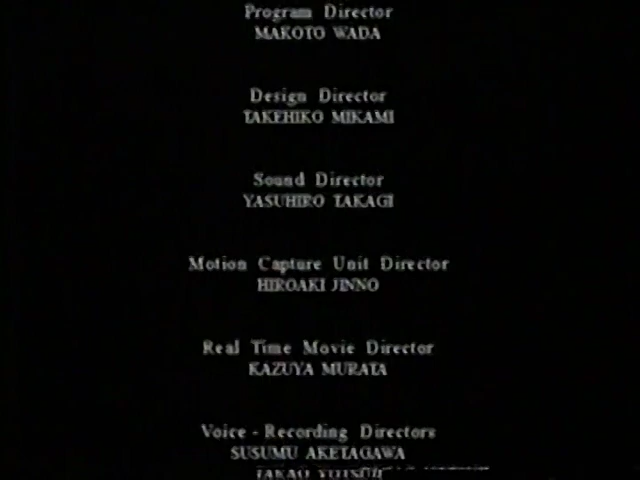 Program Director
MAKOTO WADA
Design Director
TAKEHIKO MIKAMI
Sound Director
YASUHIRO TAKAGI
Motion Capture Unit Director
HIROAKI JINNO
Real Time Movie Director
KAZUYA MURATA
Voice - Recording Directors
SUSUMU AKETAGAWA
TAKAO